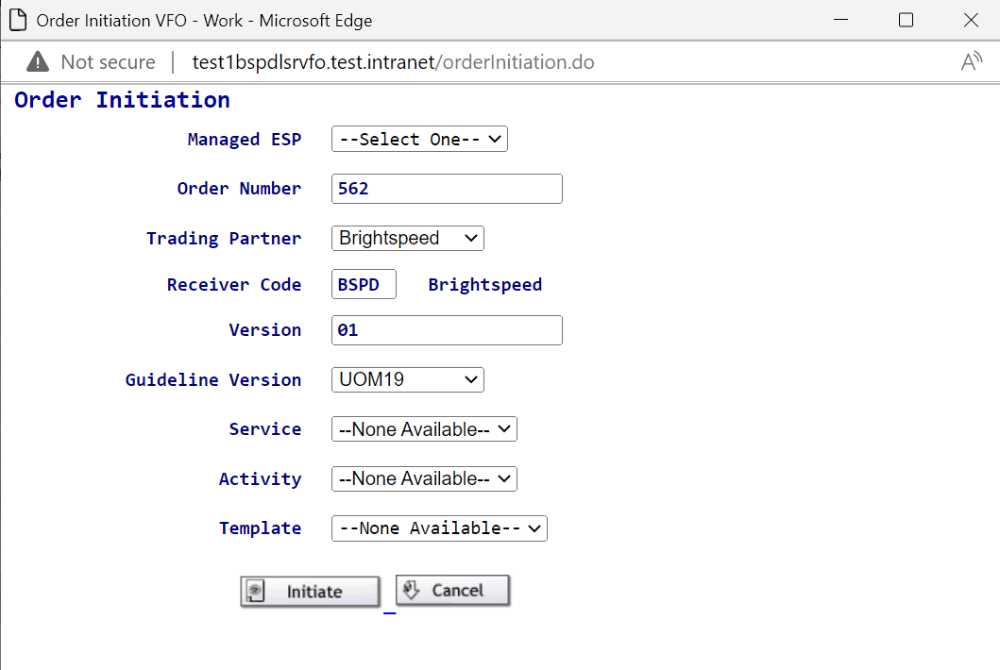 Order Initiation VFO - Work - Microsoft Edge
Not secure test1bspdlsrvfo.test.intranet/orderInitiation.do A
Order Initiation
Managed ESP --Select One--
Order Number 562
Trading Partner Brightspeed
Receiver Code BSPD Brightspeed
Version 01
Guideline Version UOM19
Service --None Available--
Activity --None Available--
Template --None Available--
Initiate Cancel